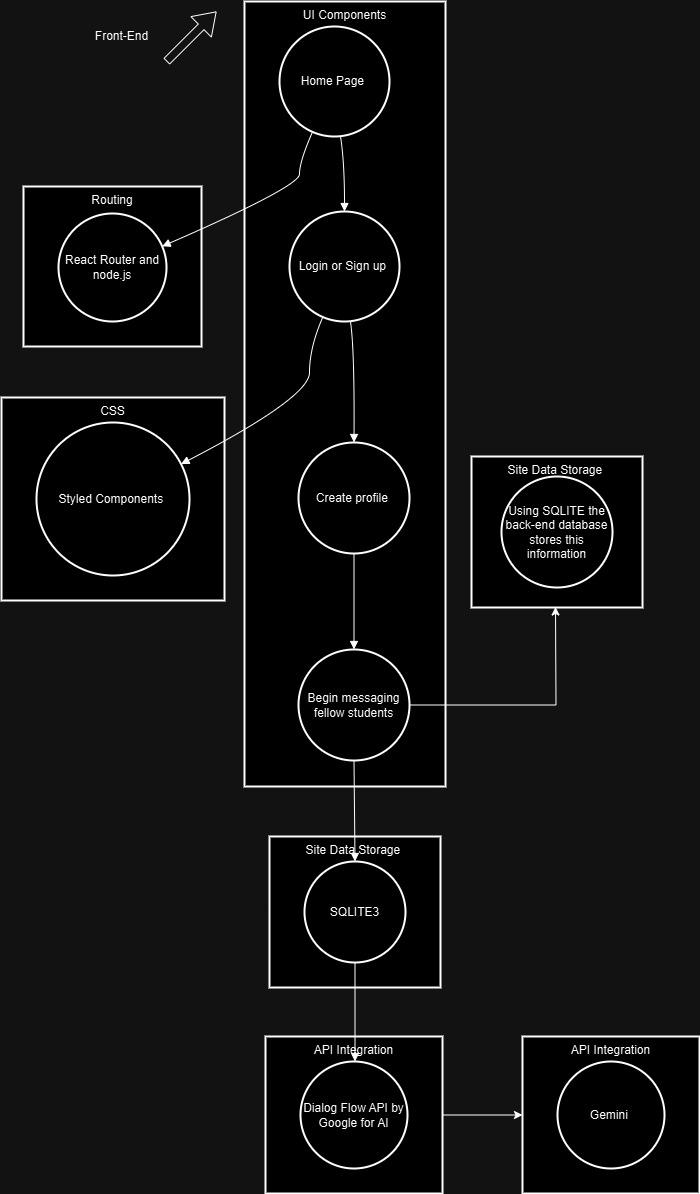 UI Components
Front-End
Home Page
Routing
React Router and
node.js
Login or Sign up
CSS
Styled Components
Create profile
Site Data Storage
Using SQLITE the
back-end database
stores this
information
Begin messaging
fellow students
Site Data Storage
SQLITE3
API Integration
Dialog Flow API by
Google for AI
API Integration
Gemini